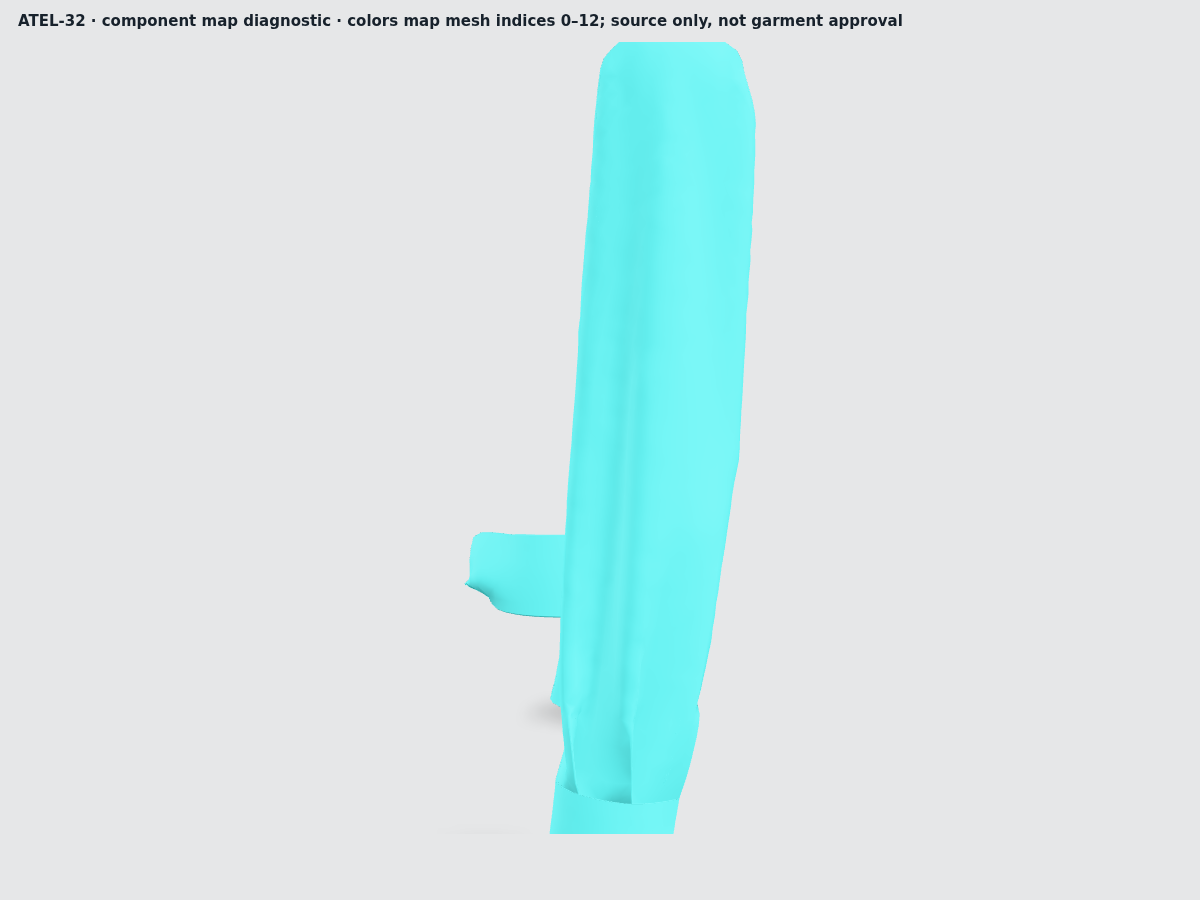 ATEL-32 · component map diagnostic · colors map mesh indices 0–12; source only, not garment approval